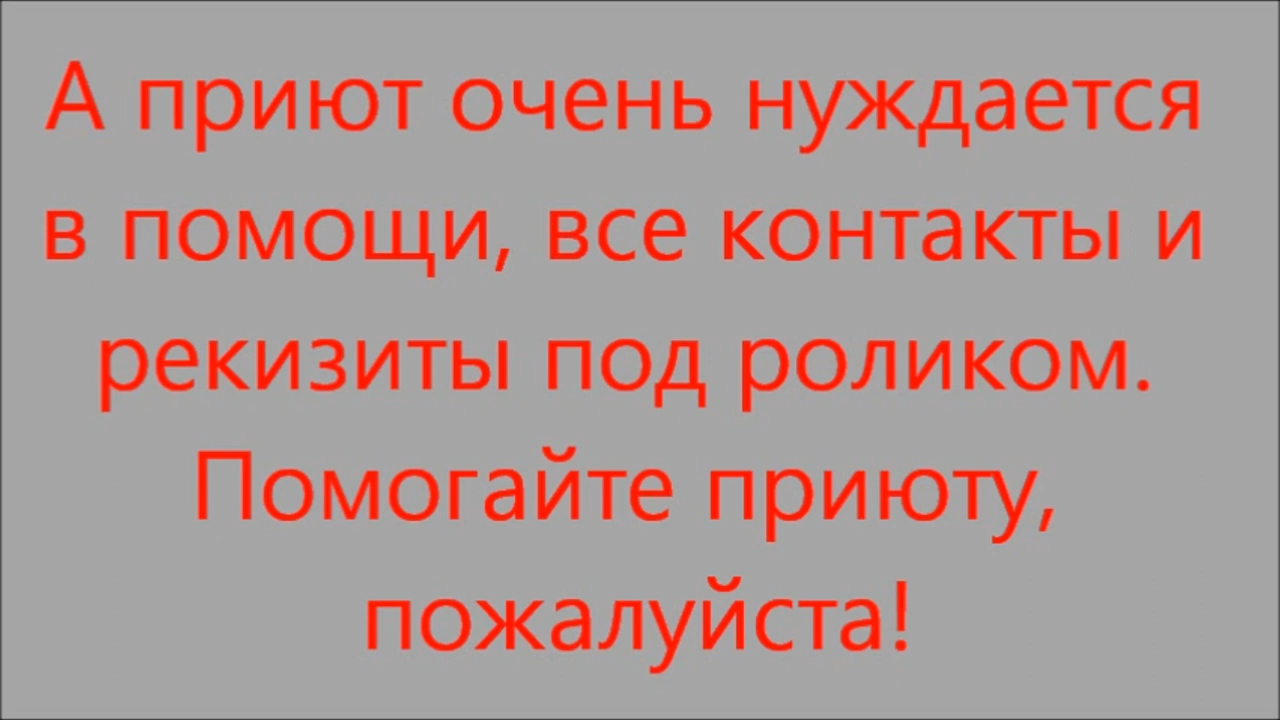 А приют очень нуждается
в помощи, все контакты и
рекизиты под роликом.
Помогайте приюту,
пожалуйста!